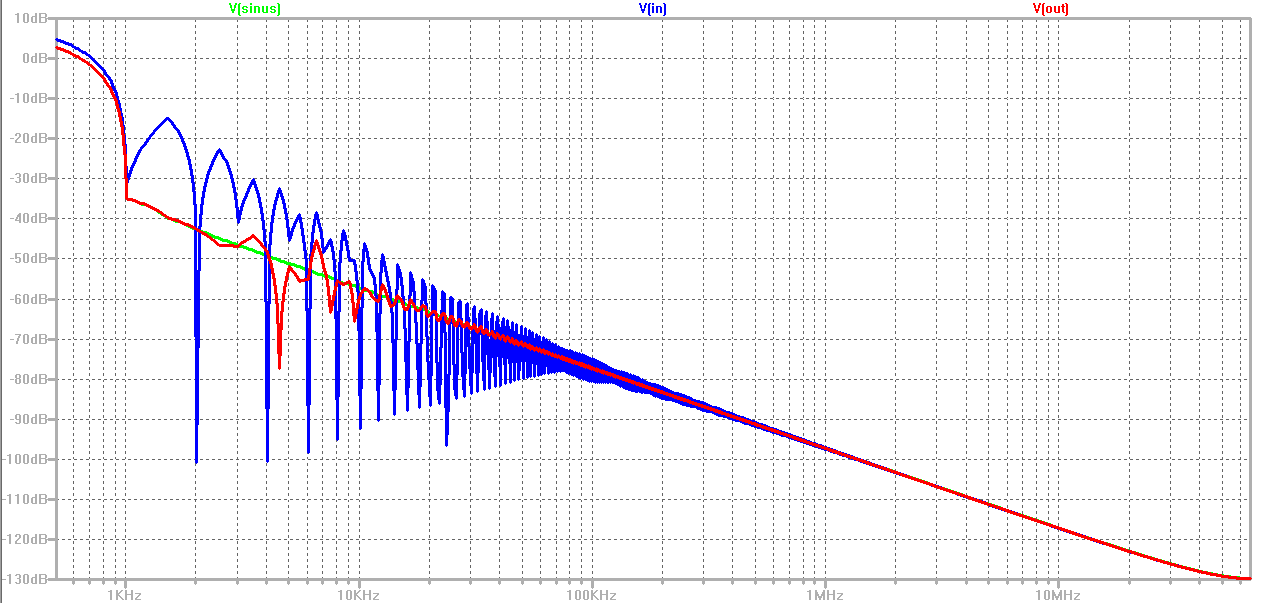 V(sinus) V(in) V(out)
10dB
0dB
-10dB
-20dB
-30dB
-40dB
-50dB
-60dB
-70dB
-80dB
-90dB
-100dB
-110dB
-120dB
-130dB
1KHz 10KHz 100KHz 1MHz 10MHz